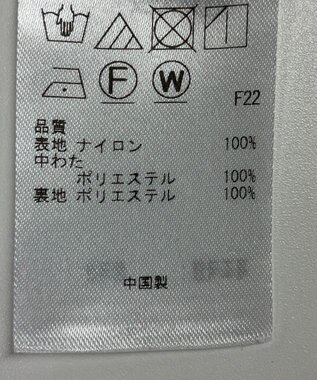 F W
F22
品質
表地 ナイロン 100%
中わた
ポリエステル 100%
裏地 ポリエステル 100%
中国製